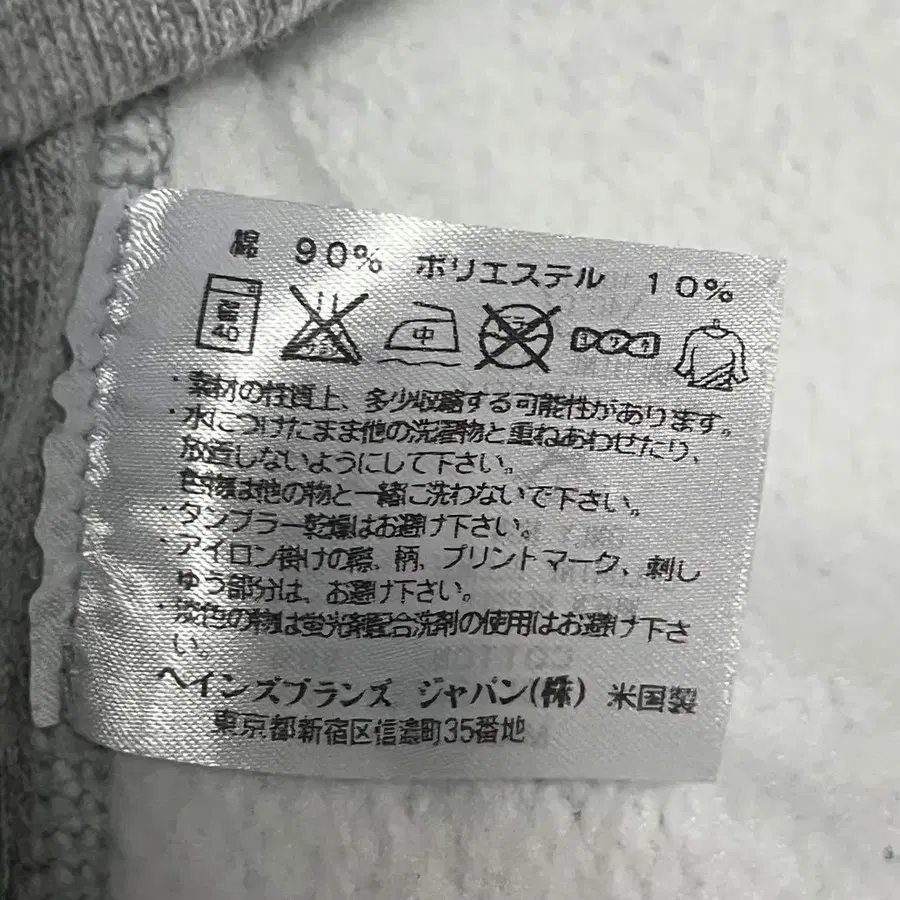 綿 90% ポリエステル 10%
40
中
・素材の性質上、多少収縮する可能性があります。
・水につけたまま他の洗濯物と重ねあわせたり、
放置しないようにして下さい。
色物は他の物と一緒に洗わないで下さい。
・タンブラー乾燥はお避け下さい。
・アイロン掛けの際、柄、プリントマーク、刺し
ゆう部分は、お避け下さい。
・淡色の物は蛍光剤配合洗剤の使用はお避け下さ
い。
ヘインズブランズ ジャパン(株) 米国製
東京都新宿区信濃町35番地